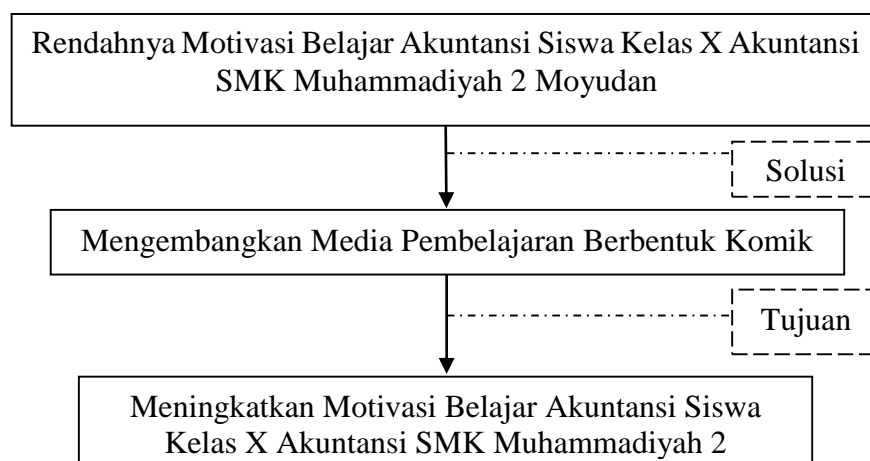 Rendahnya Motivasi Belajar Akuntansi Siswa Kelas X Akuntansi
SMK Muhammadiyah 2 Moyudan
Solusi
Mengembangkan Media Pembelajaran Berbentuk Komik
Tujuan
Meningkatkan Motivasi Belajar Akuntansi Siswa
Kelas X Akuntansi SMK Muhammadiyah 2